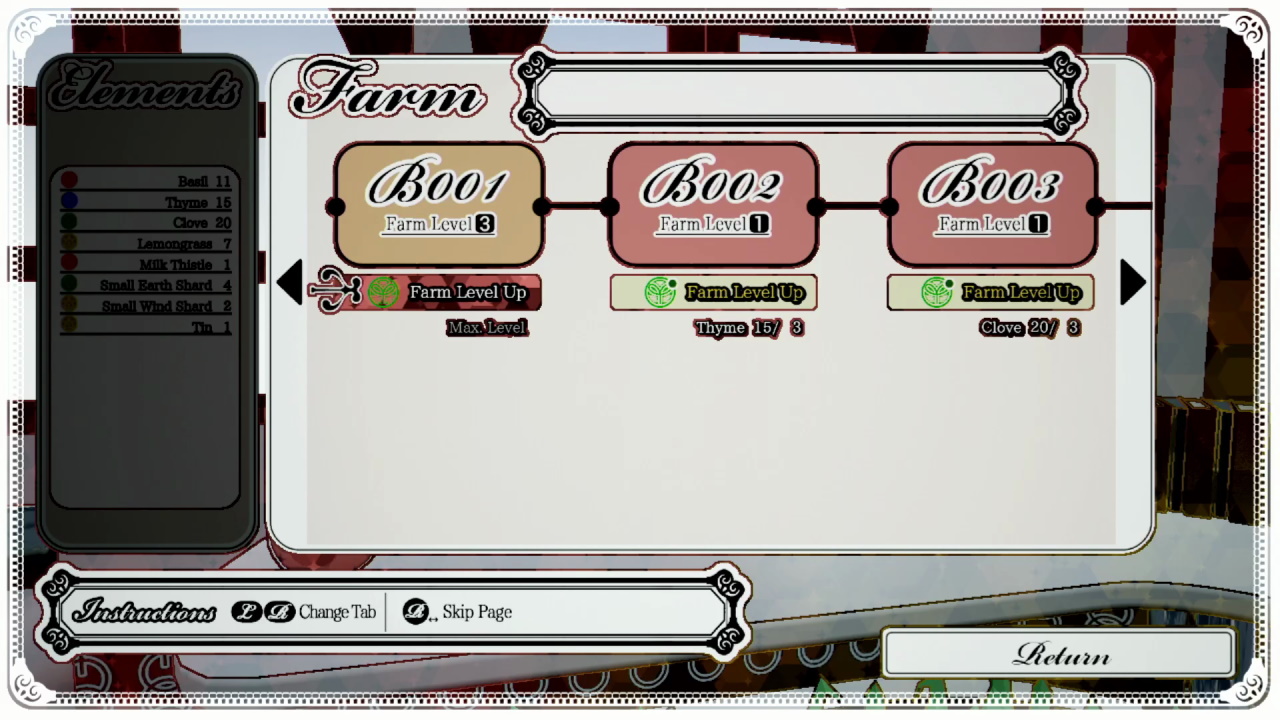 Elements
Basil 11
Thyme 15
Clove 20
Lemongrass 7
Milk Thistle 1
Small Earth Shard 4
Small Wind Shard 2
Tin 1
Farm
B001
Farm Level 3
Farm Level Up
Max. Level
B002
Farm Level 1
Farm Level Up
Thyme 15/ 3
B003
Farm Level 1
Farm Level Up
Clove 20/ 3
Instructions L R Change Tab R ↔ Skip Page
Return